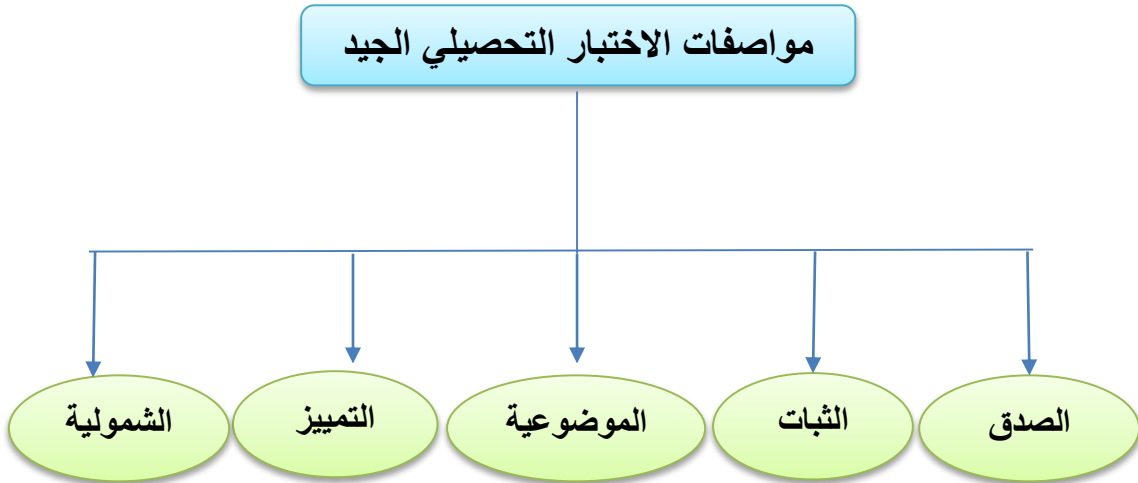 مواصفات الاختبار التحصيلي الجيد
الصدق
الثبات
الموضوعية
التمييز
الشمولية